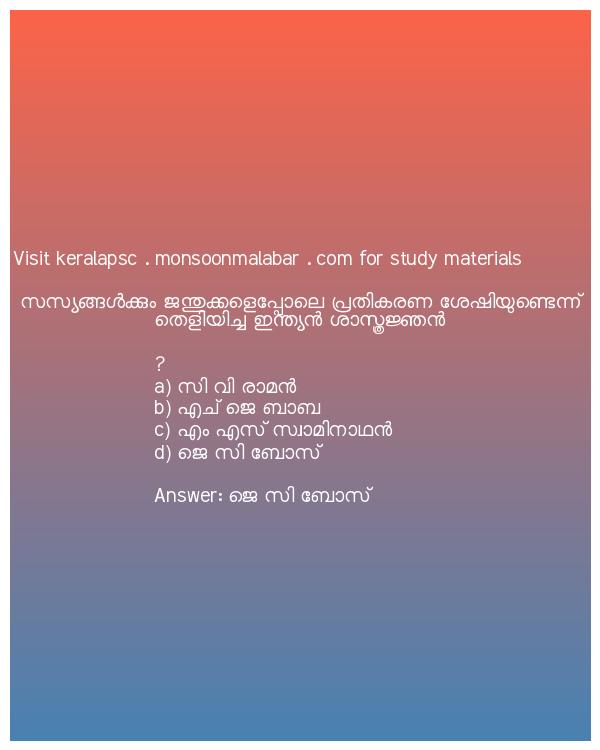 Visit keralapsc . monsoonmalabar . com for study materials
സസ്യങ്ങൾക്കും ജന്തുക്കളെപ്പോലെ പ്രതികരണ ശേഷിയുണ്ടെന്ന്
തെളിയിച്ച ഇന്ത്യൻ ശാസ്ത്രജ്ഞൻ
?
a) സി വി രാമൻ
b) എച് ജെ ബാബ
c) എം എസ് സ്വാമിനാഥൻ
d) ജെ സി ബോസ്
Answer: ജെ സി ബോസ്